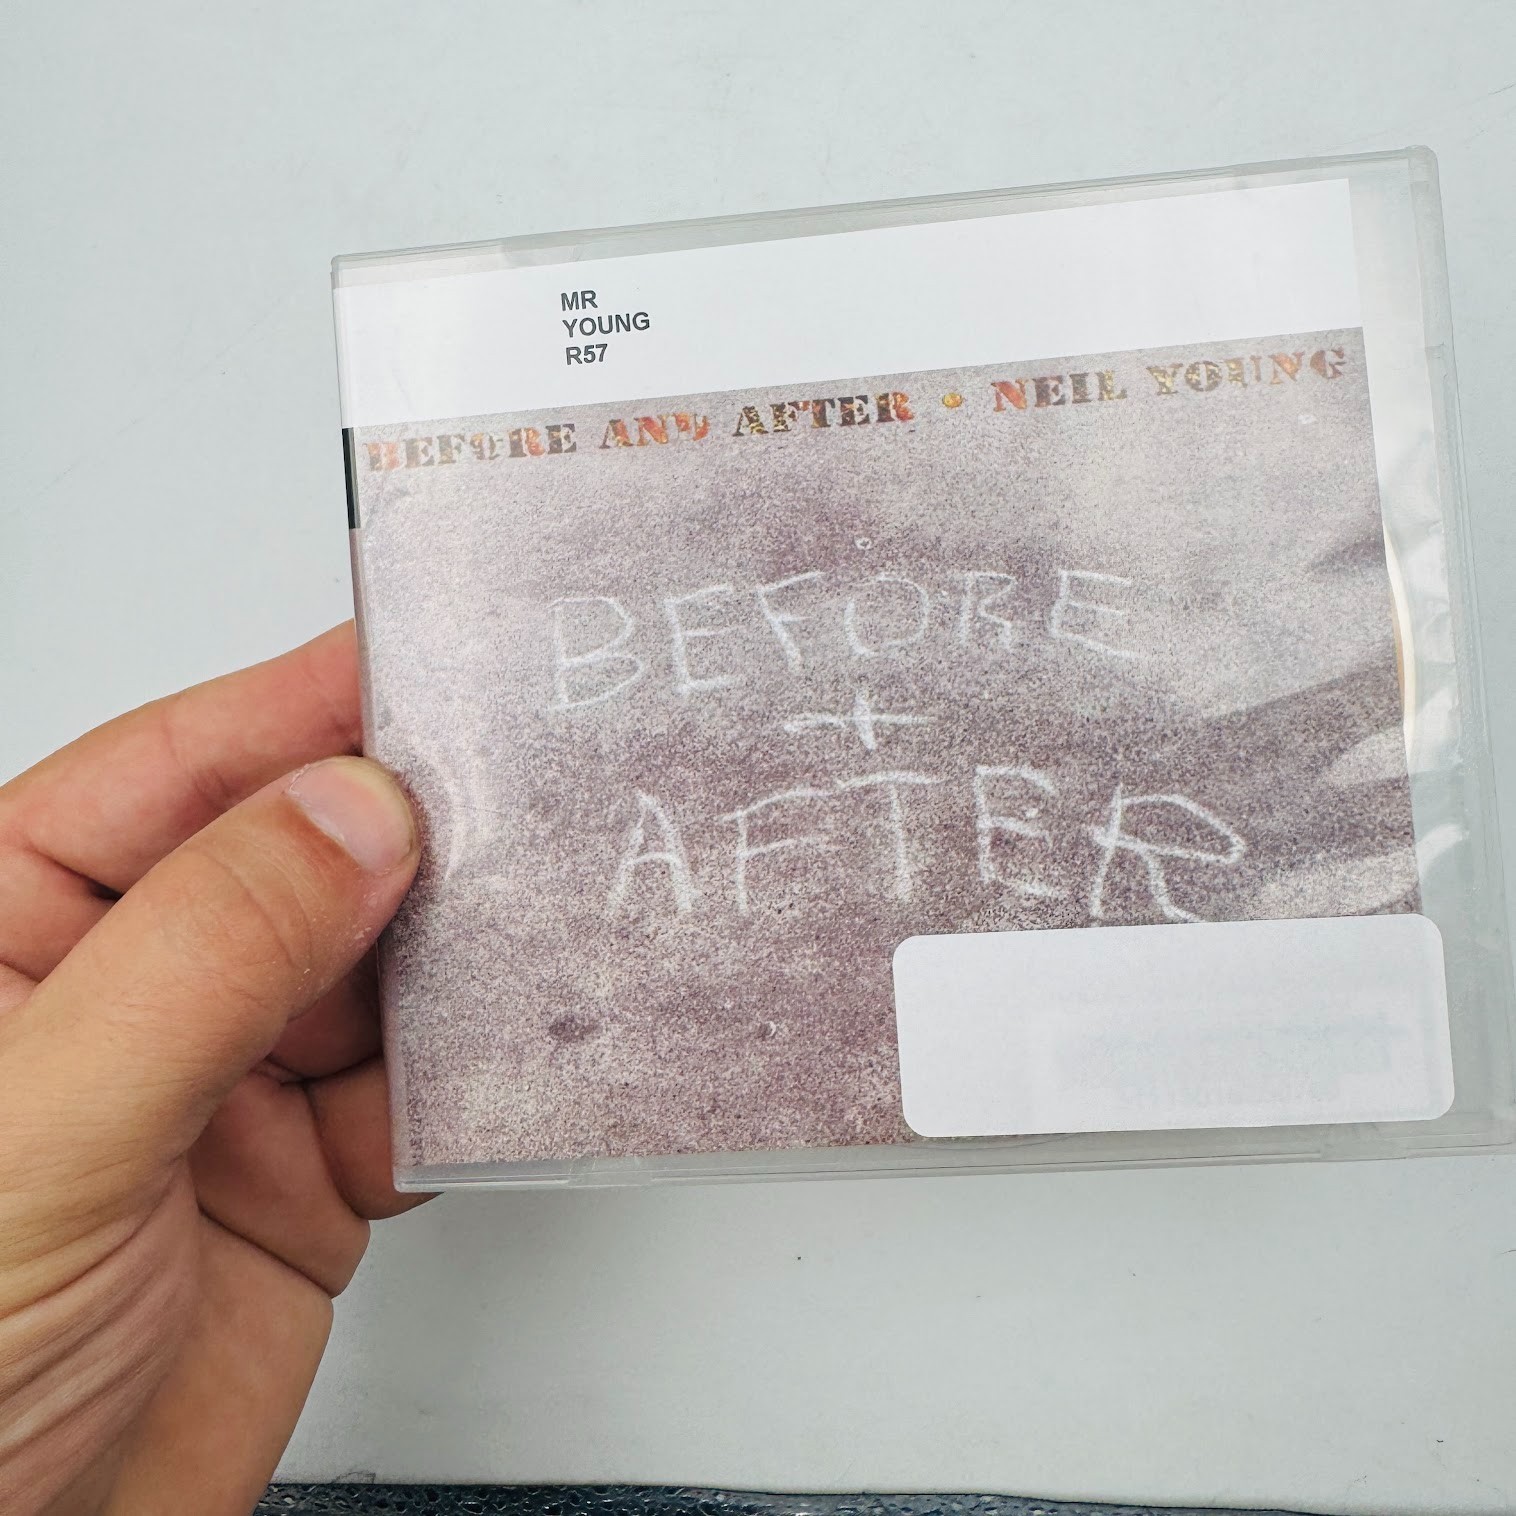 MR
YOUNG
R57
BEFORE AND AFTER • NEIL YOUNG
BEFORE
+
AFTER